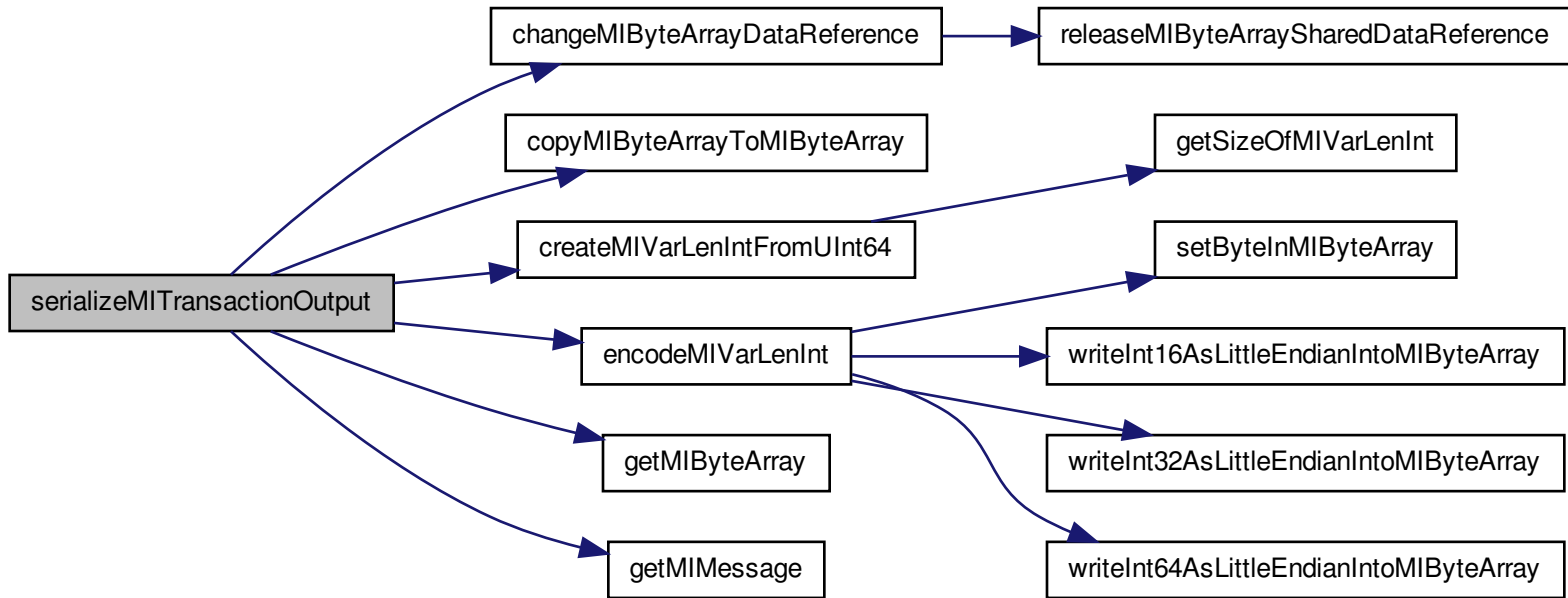 serializeMITransactionOutput
changeMIByteArrayDataReference
releaseMIByteArraySharedDataReference
copyMIByteArrayToMIByteArray
createMIVarLenIntFromUInt64
getSizeOfMIVarLenInt
encodeMIVarLenInt
setByteInMIByteArray
writeInt16AsLittleEndianIntoMIByteArray
writeInt32AsLittleEndianIntoMIByteArray
writeInt64AsLittleEndianIntoMIByteArray
getMIByteArray
getMIMessage